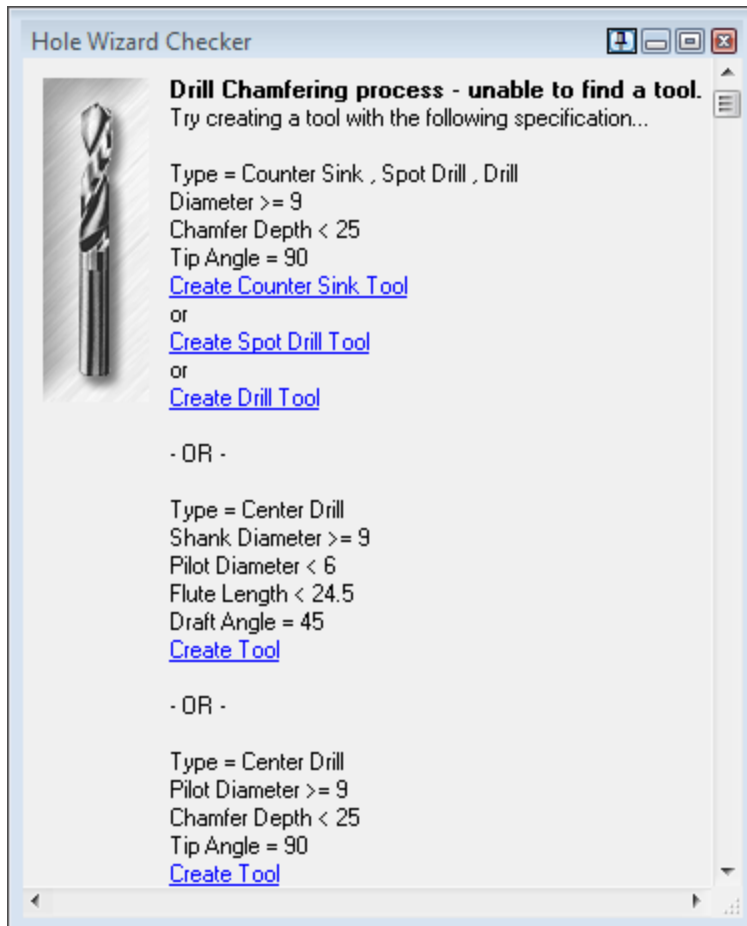 Hole Wizard Checker
Drill Chamfering process - unable to find a tool.
Try creating a tool with the following specification...
Type = Counter Sink , Spot Drill , Drill
Diameter >= 9
Chamfer Depth < 25
Tip Angle = 90
Create Counter Sink Tool
or
Create Spot Drill Tool
or
Create Drill Tool
- OR -
Type = Center Drill
Shank Diameter >= 9
Pilot Diameter < 6
Flute Length < 24.5
Draft Angle = 45
Create Tool
- OR -
Type = Center Drill
Pilot Diameter >= 9
Chamfer Depth < 25
Tip Angle = 90
Create Tool